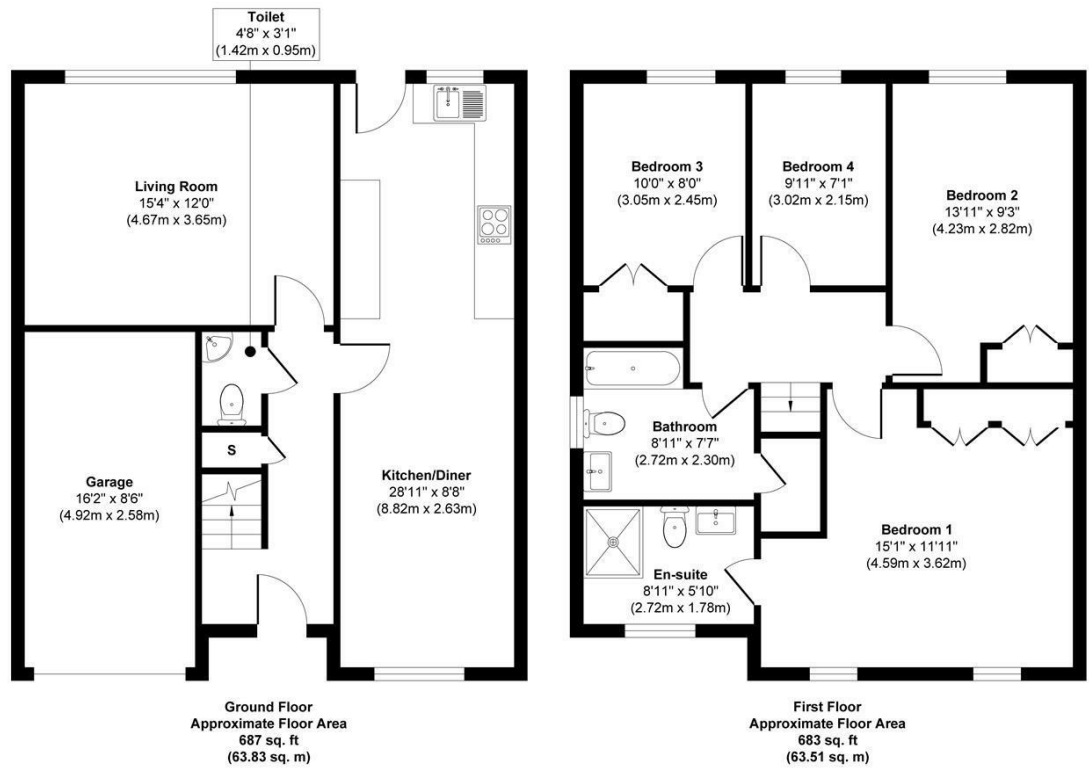 Toilet
4'8" x 3'1"
(1.42m x 0.95m)
Living Room
15'4" x 12'0"
(4.67m x 3.65m)
Garage
16'2" x 8'6"
(4.92m x 2.58m)
S
Kitchen/Diner
28'11" x 8'8"
(8.82m x 2.63m)
Ground Floor
Approximate Floor Area
687 sq. ft
(63.83 sq. m)
Bedroom 3
10'0" x 8'0"
(3.05m x 2.45m)
Bedroom 4
9'11" x 7'1"
(3.02m x 2.15m)
Bedroom 2
13'11" x 9'3"
(4.23m x 2.82m)
Bathroom
8'11" x 7'7"
(2.72m x 2.30m)
En-suite
8'11" x 5'10"
(2.72m x 1.78m)
Bedroom 1
15'1" x 11'11"
(4.59m x 3.62m)
First Floor
Approximate Floor Area
683 sq. ft
(63.51 sq. m)